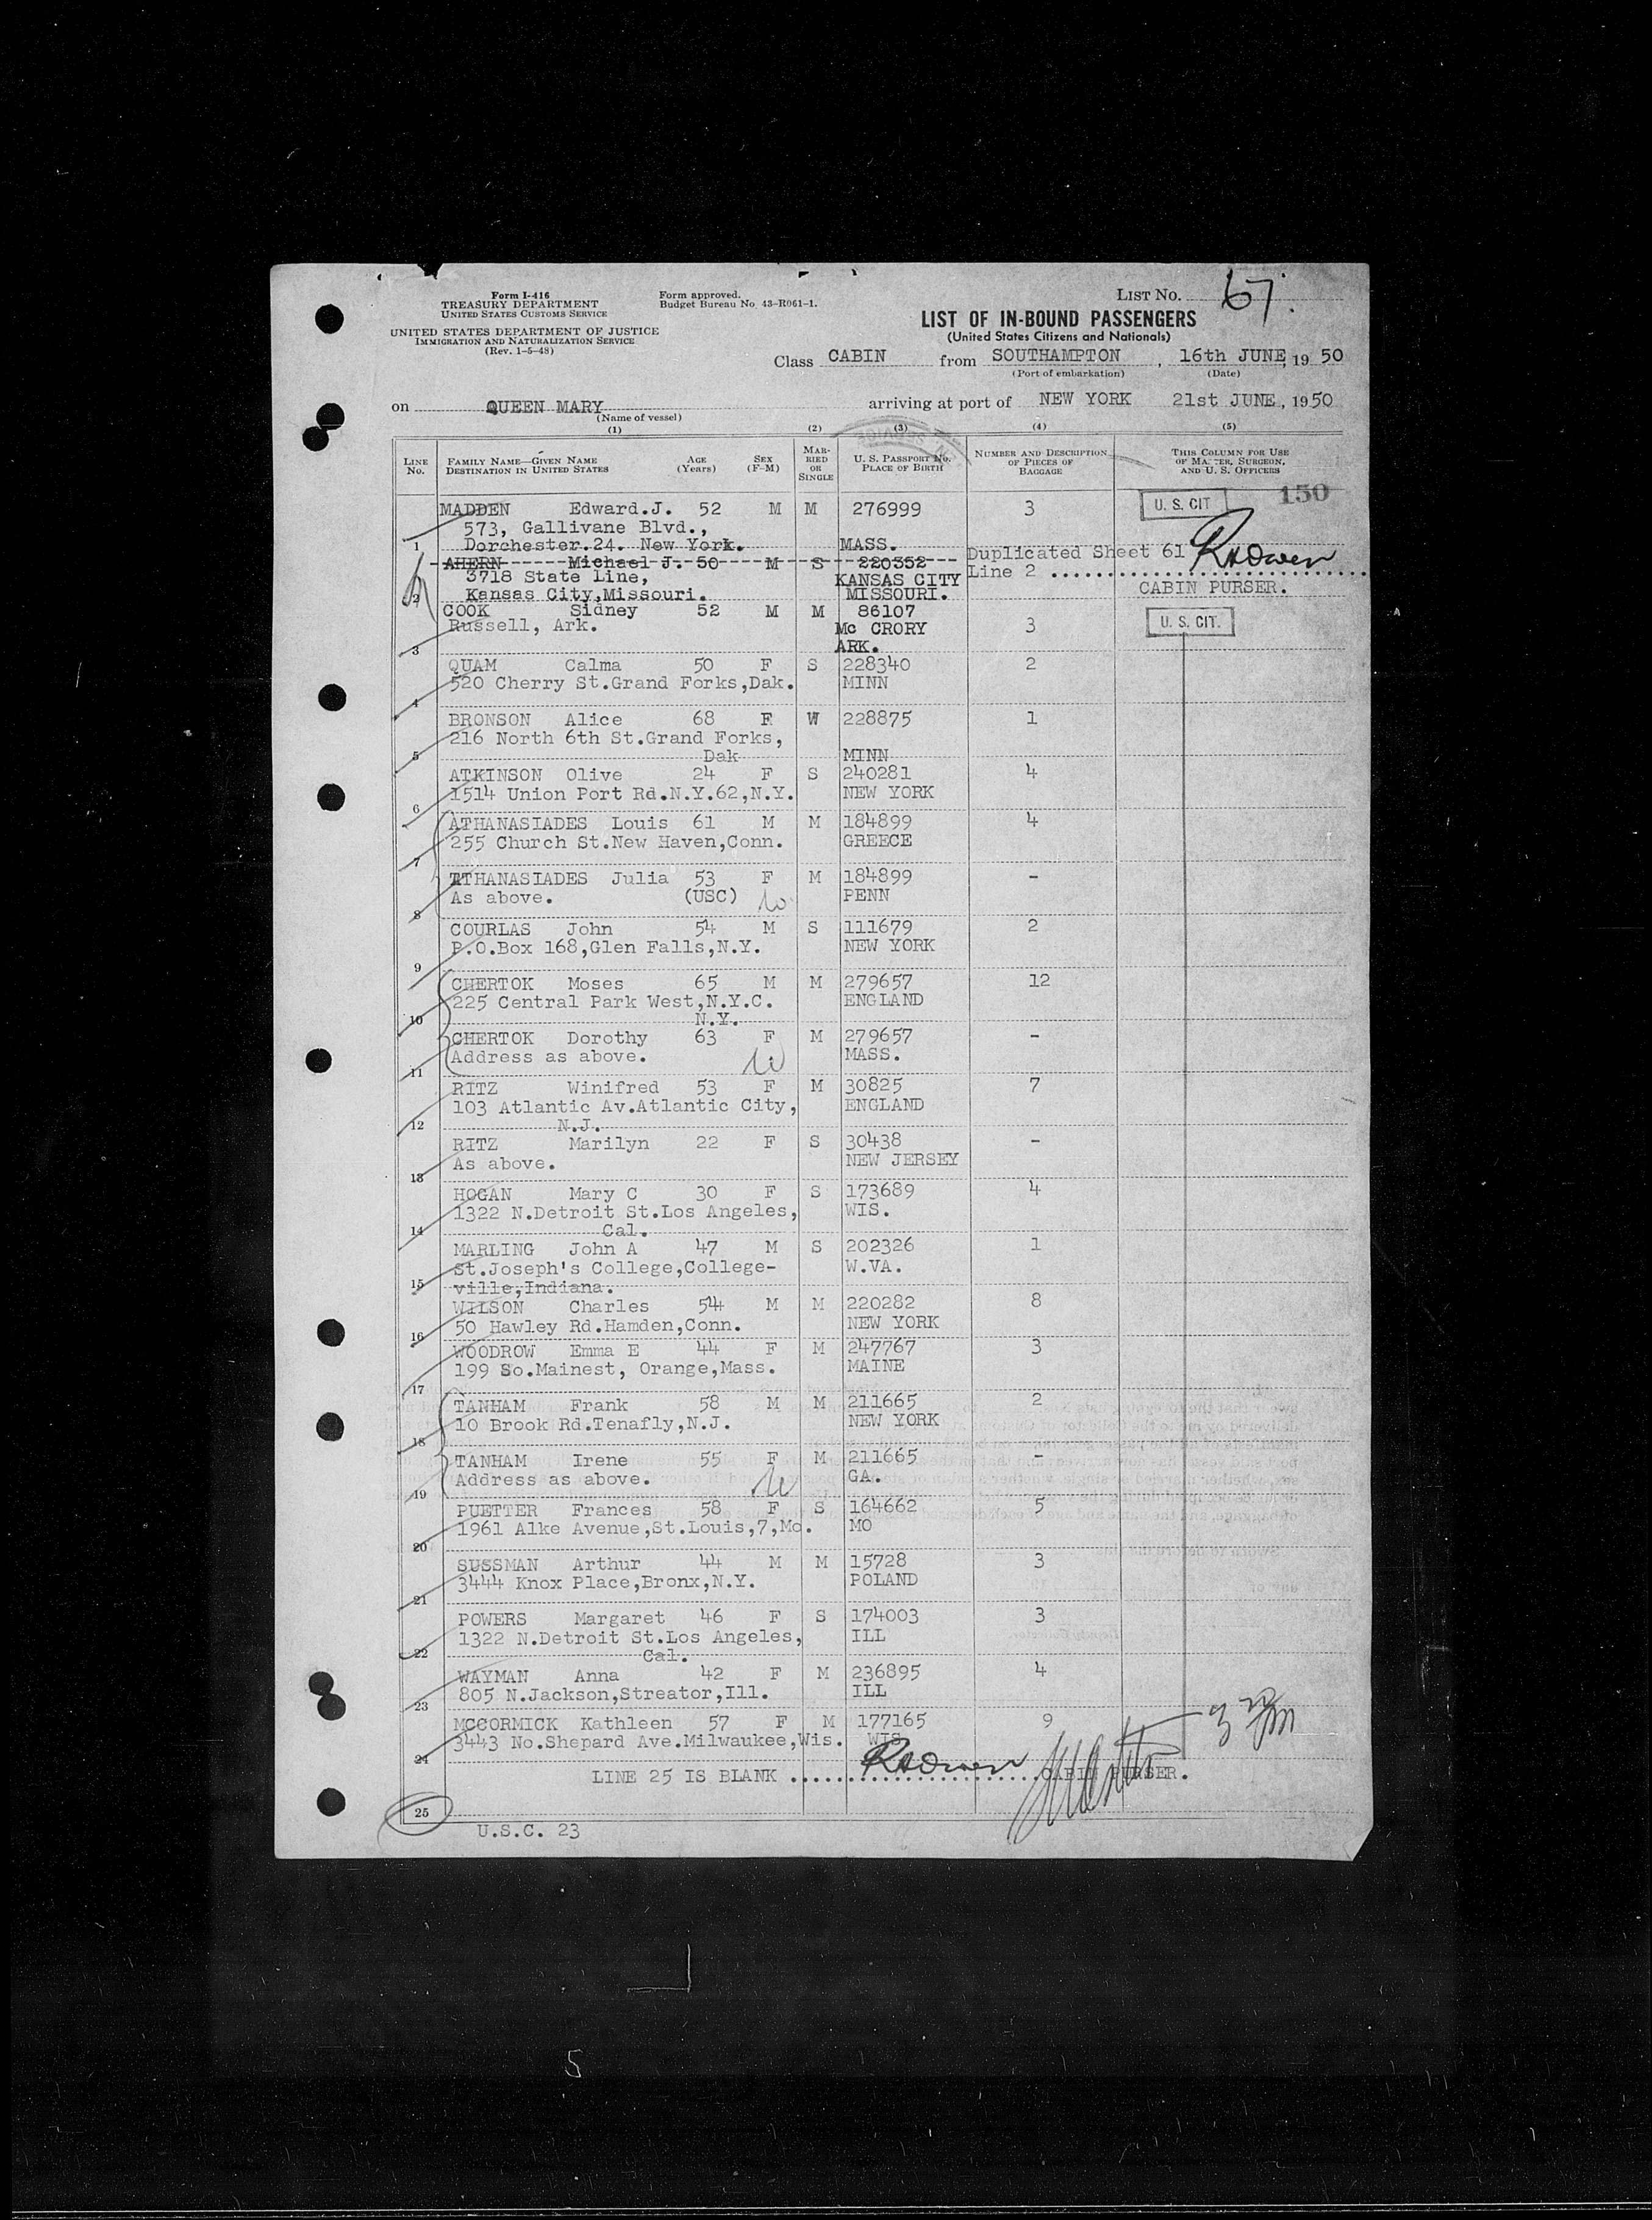 Form I-416
TREASURY DEPARTMENT
UNITED STATES CUSTOMS SERVICE
UNITED STATES DEPARTMENT OF JUSTICE
IMMIGRATION AND NATURALIZATION SERVICE
(Rev. 1-5-48)
Form approved.
Budget Bureau No. 43-R061-1.
LIST NO. 67
LIST OF IN-BOUND PASSENGERS
(United States Citizens and Nationals)
Class CABIN from SOUTHAMPTON, 16th JUNE, 19 50
(Port of embarkation) (Date)
on QUEEN MARY arriving at port of NEW YORK 21st JUNE, 1950
(Name of vessel)
(1) (2) (3) (4) (5)
LINE No. FAMILY NAME—GIVEN NAME DESTINATION IN UNITED STATES AGE (Years) SEX (F-M) MARRIED OR SINGLE U. S. PASSPORT No. PLACE OF BIRTH NUMBER AND DESCRIPTION OF PIECES OF BAGGAGE THIS COLUMN FOR USE OF MASTER, SURGEON, AND U. S. OFFICERS
MADDEN Edward.J. 52 M M 276999 3 U. S. CIT 150
573, Gallivane Blvd.,
1 Dorchester.24. New York. MASS.
AHERN Michael J. 50 M S 220352 Duplicated Sheet 61
3718 State Line, KANSAS CITY Line 2
2 Kansas City,Missouri. MISSOURI. CABIN PURSER.
COOK Sidney 52 M M 86107 3 U. S. CIT.
Russell, Ark. Mc CRORY
3 ARK.
QUAM Calma 50 F S 228340 2
520 Cherry St.Grand Forks,Dak. MINN
4
BRONSON Alice 68 F W 228875 1
216 North 6th St.Grand Forks,
5 Dak MINN
ATKINSON Olive 24 F S 240281 4
1514 Union Port Rd.N.Y.62,N.Y. NEW YORK
6
ATHANASIADES Louis 61 M M 184899 4
255 Church St.New Haven,Conn. GREECE
7
ATHANASIADES Julia 53 F M 184899 -
As above. (USC) W PENN
8
COURLAS John 54 M S 111679 2
P.O.Box 168,Glen Falls,N.Y. NEW YORK
9
CHERTOK Moses 65 M M 279657 12
225 Central Park West,N.Y.C. ENGLAND
10 N.Y.
CHERTOK Dorothy 63 F M 279657 -
Address as above. W MASS.
11
RITZ Winifred 53 F M 30825 7
103 Atlantic Av.Atlantic City, ENGLAND
12 N.J.
RITZ Marilyn 22 F S 30438 -
As above. NEW JERSEY
13
HOGAN Mary C 30 F S 173689 4
1322 N.Detroit St.Los Angeles, WIS.
14 Cal.
MARLING John A 47 M S 202326 1
St.Joseph's College,College- W.VA.
15 ville,Indiana.
WILSON Charles 54 M M 220282 8
50 Hawley Rd.Hamden,Conn. NEW YORK
16
WOODROW Emma E 44 F M 247767 3
199 So.Mainest, Orange,Mass. MAINE
17
TANHAM Frank 58 M M 211665 2
10 Brook Rd.Tenafly,N.J. NEW YORK
18
TANHAM Irene 55 F M 211665 -
Address as above. W GA.
19
PUETTER Frances 58 F S 164662 5
1961 Alke Avenue,St.Louis,7,Mo. MO
20
SUSSMAN Arthur 44 M M 15728 3
3444 Knox Place,Bronx,N.Y. POLAND
21
POWERS Margaret 46 F S 174003 3
1322 N.Detroit St.Los Angeles, ILL
22 Cal.
WAYMAN Anna 42 F M 236895 4
805 N.Jackson,Streator,Ill. ILL
23
MCCORMICK Kathleen 57 F M 177165 9
3443 No.Shepard Ave.Milwaukee,Wis. WIS
24
LINE 25 IS BLANK CABIN PURSER.
25
U.S.C. 23
5